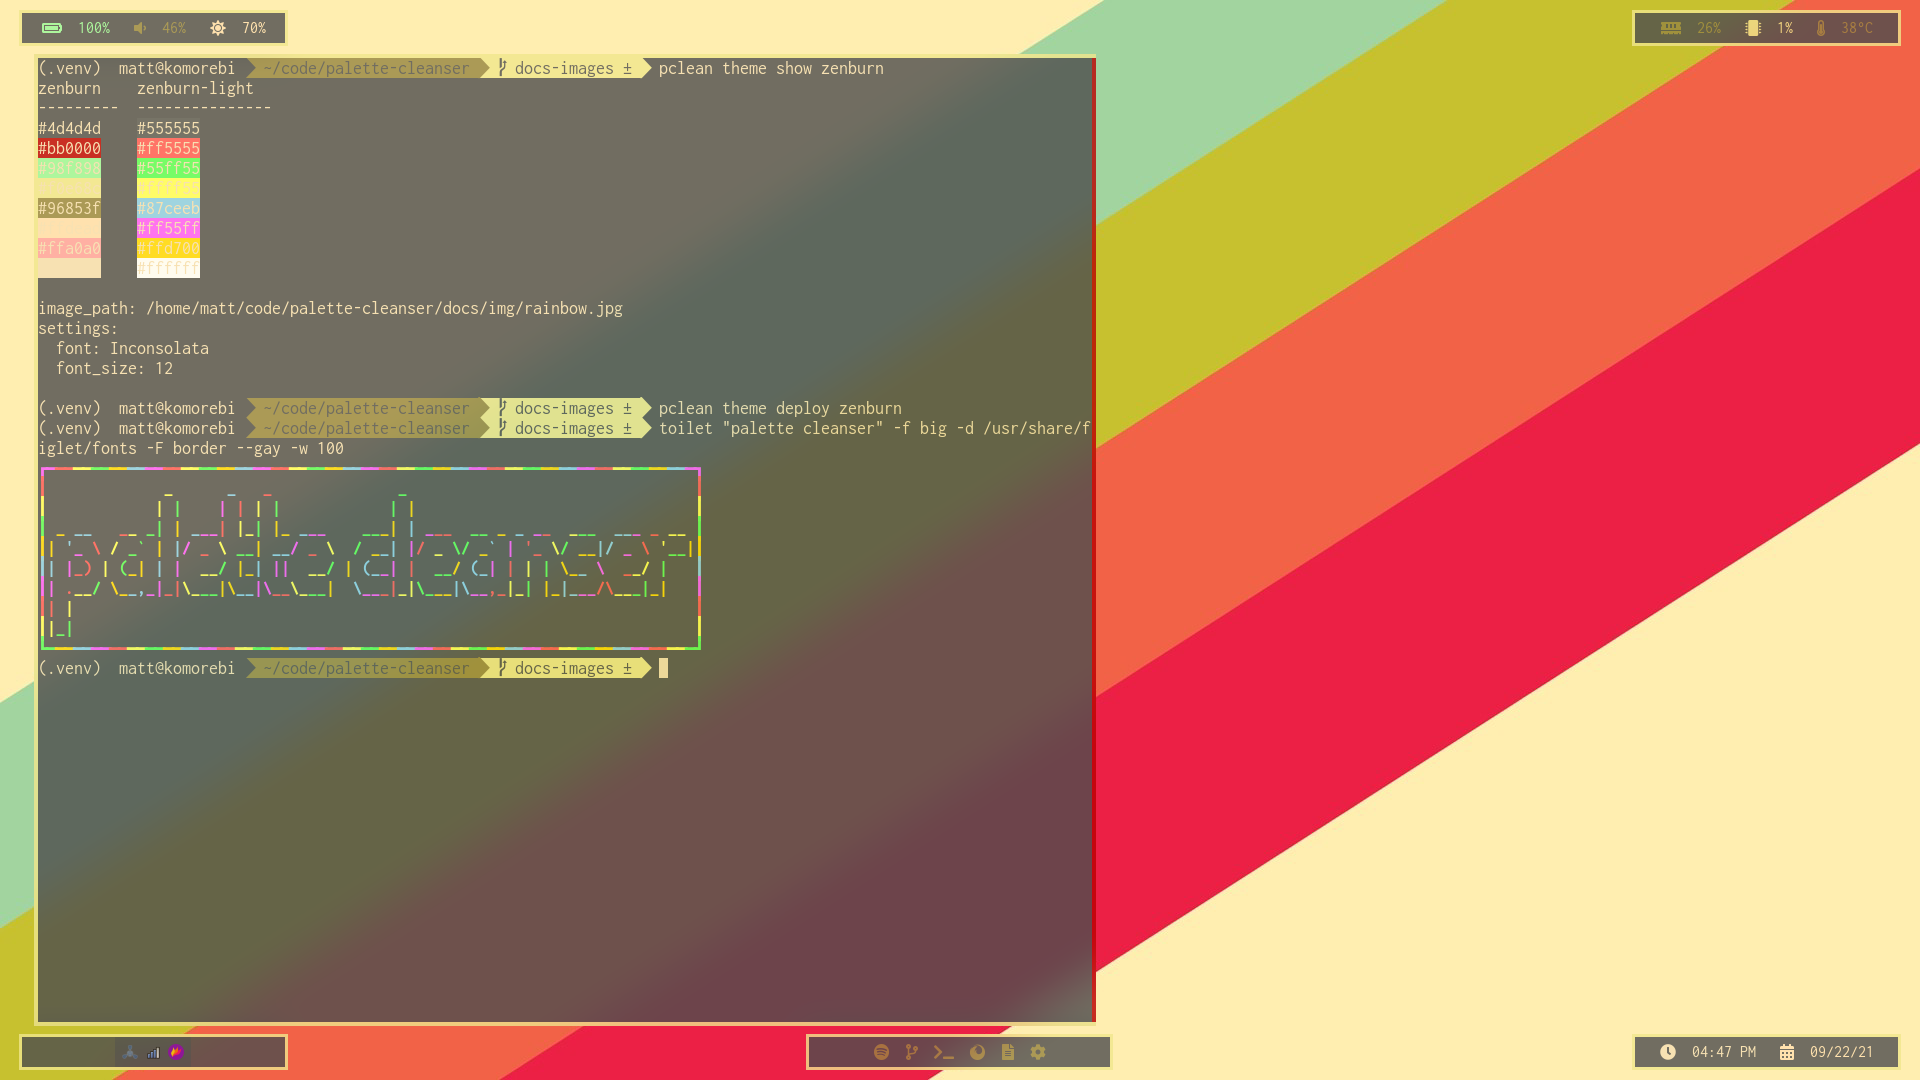 100% 46% 70%
26% 1% 38°C
(.venv) matt@komorebi ~/code/palette-cleanser docs-images ± pclean theme show zenburn
zenburn zenburn-light
--------- ---------------
#4d4d4d #555555
#bb0000 #ff5555
#98f898 #55ff55
#ffff55
#96853f #87ceeb
#ff55ff
#ffa0a0 #ffd700
#ffffff
image_path: /home/matt/code/palette-cleanser/docs/img/rainbow.jpg
settings:
font: Inconsolata
font_size: 12
(.venv) matt@komorebi ~/code/palette-cleanser docs-images ± pclean theme deploy zenburn
(.venv) matt@komorebi ~/code/palette-cleanser docs-images ± toilet "palette cleanser" -f big -d /usr/share/f
iglet/fonts -F border --gay -w 100
palette cleanser
(.venv) matt@komorebi ~/code/palette-cleanser docs-images ±
04:47 PM 09/22/21